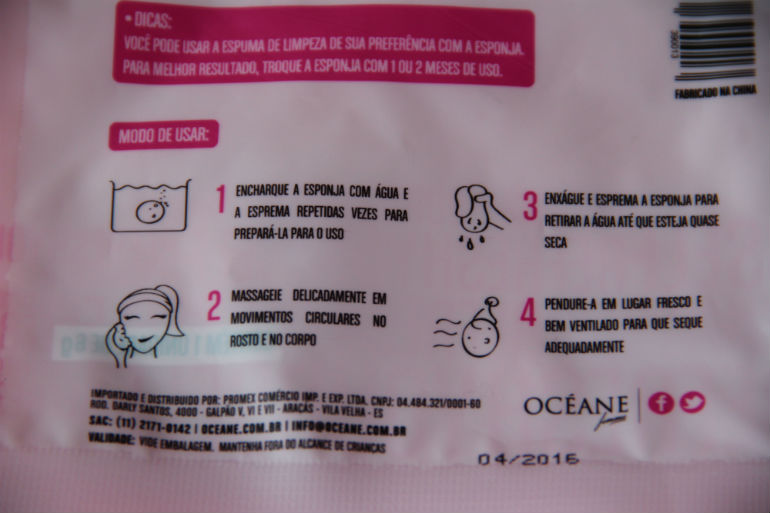 • DICAS:
VOCÊ PODE USAR A ESPUMA DE LIMPEZA DE SUA PREFERÊNCIA COM A ESPONJA.
PARA MELHOR RESULTADO, TROQUE A ESPONJA COM 1 OU 2 MESES DE USO.
390013
FABRICADO NA CHINA
MODO DE USAR:
1
ENCHARQUE A ESPONJA COM ÁGUA E
A ESPREMA REPETIDAS VEZES PARA
PREPARÁ-LA PARA O USO
2
MASSAGEIE DELICADAMENTE EM
MOVIMENTOS CIRCULARES NO
ROSTO E NO CORPO
3
ENXÁGUE E ESPREMA A ESPONJA PARA
RETIRAR A ÁGUA ATÉ QUE ESTEJA QUASE
SECA
4
PENDURE-A EM LUGAR FRESCO E
BEM VENTILADO PARA QUE SEQUE
ADEQUADAMENTE
IMPORTADO E DISTRIBUIDO POR: PROMEX COMÉRCIO IMP. E EXP. LTDA. CNPJ: 04.484.321/0001-60
ROD. DARLY SANTOS, 4000 - GALPÃO V, VI E VII - ARAÇÁS - VILA VELHA - ES
SAC: (11) 2171-0142 | OCEANE.COM.BR | INFO@OCEANE.COM.BR
VALIDADE: VIDE EMBALAGEM. MANTENHA FORA DO ALCANCE DE CRIANÇAS
OCÉANE
femme
04/2016